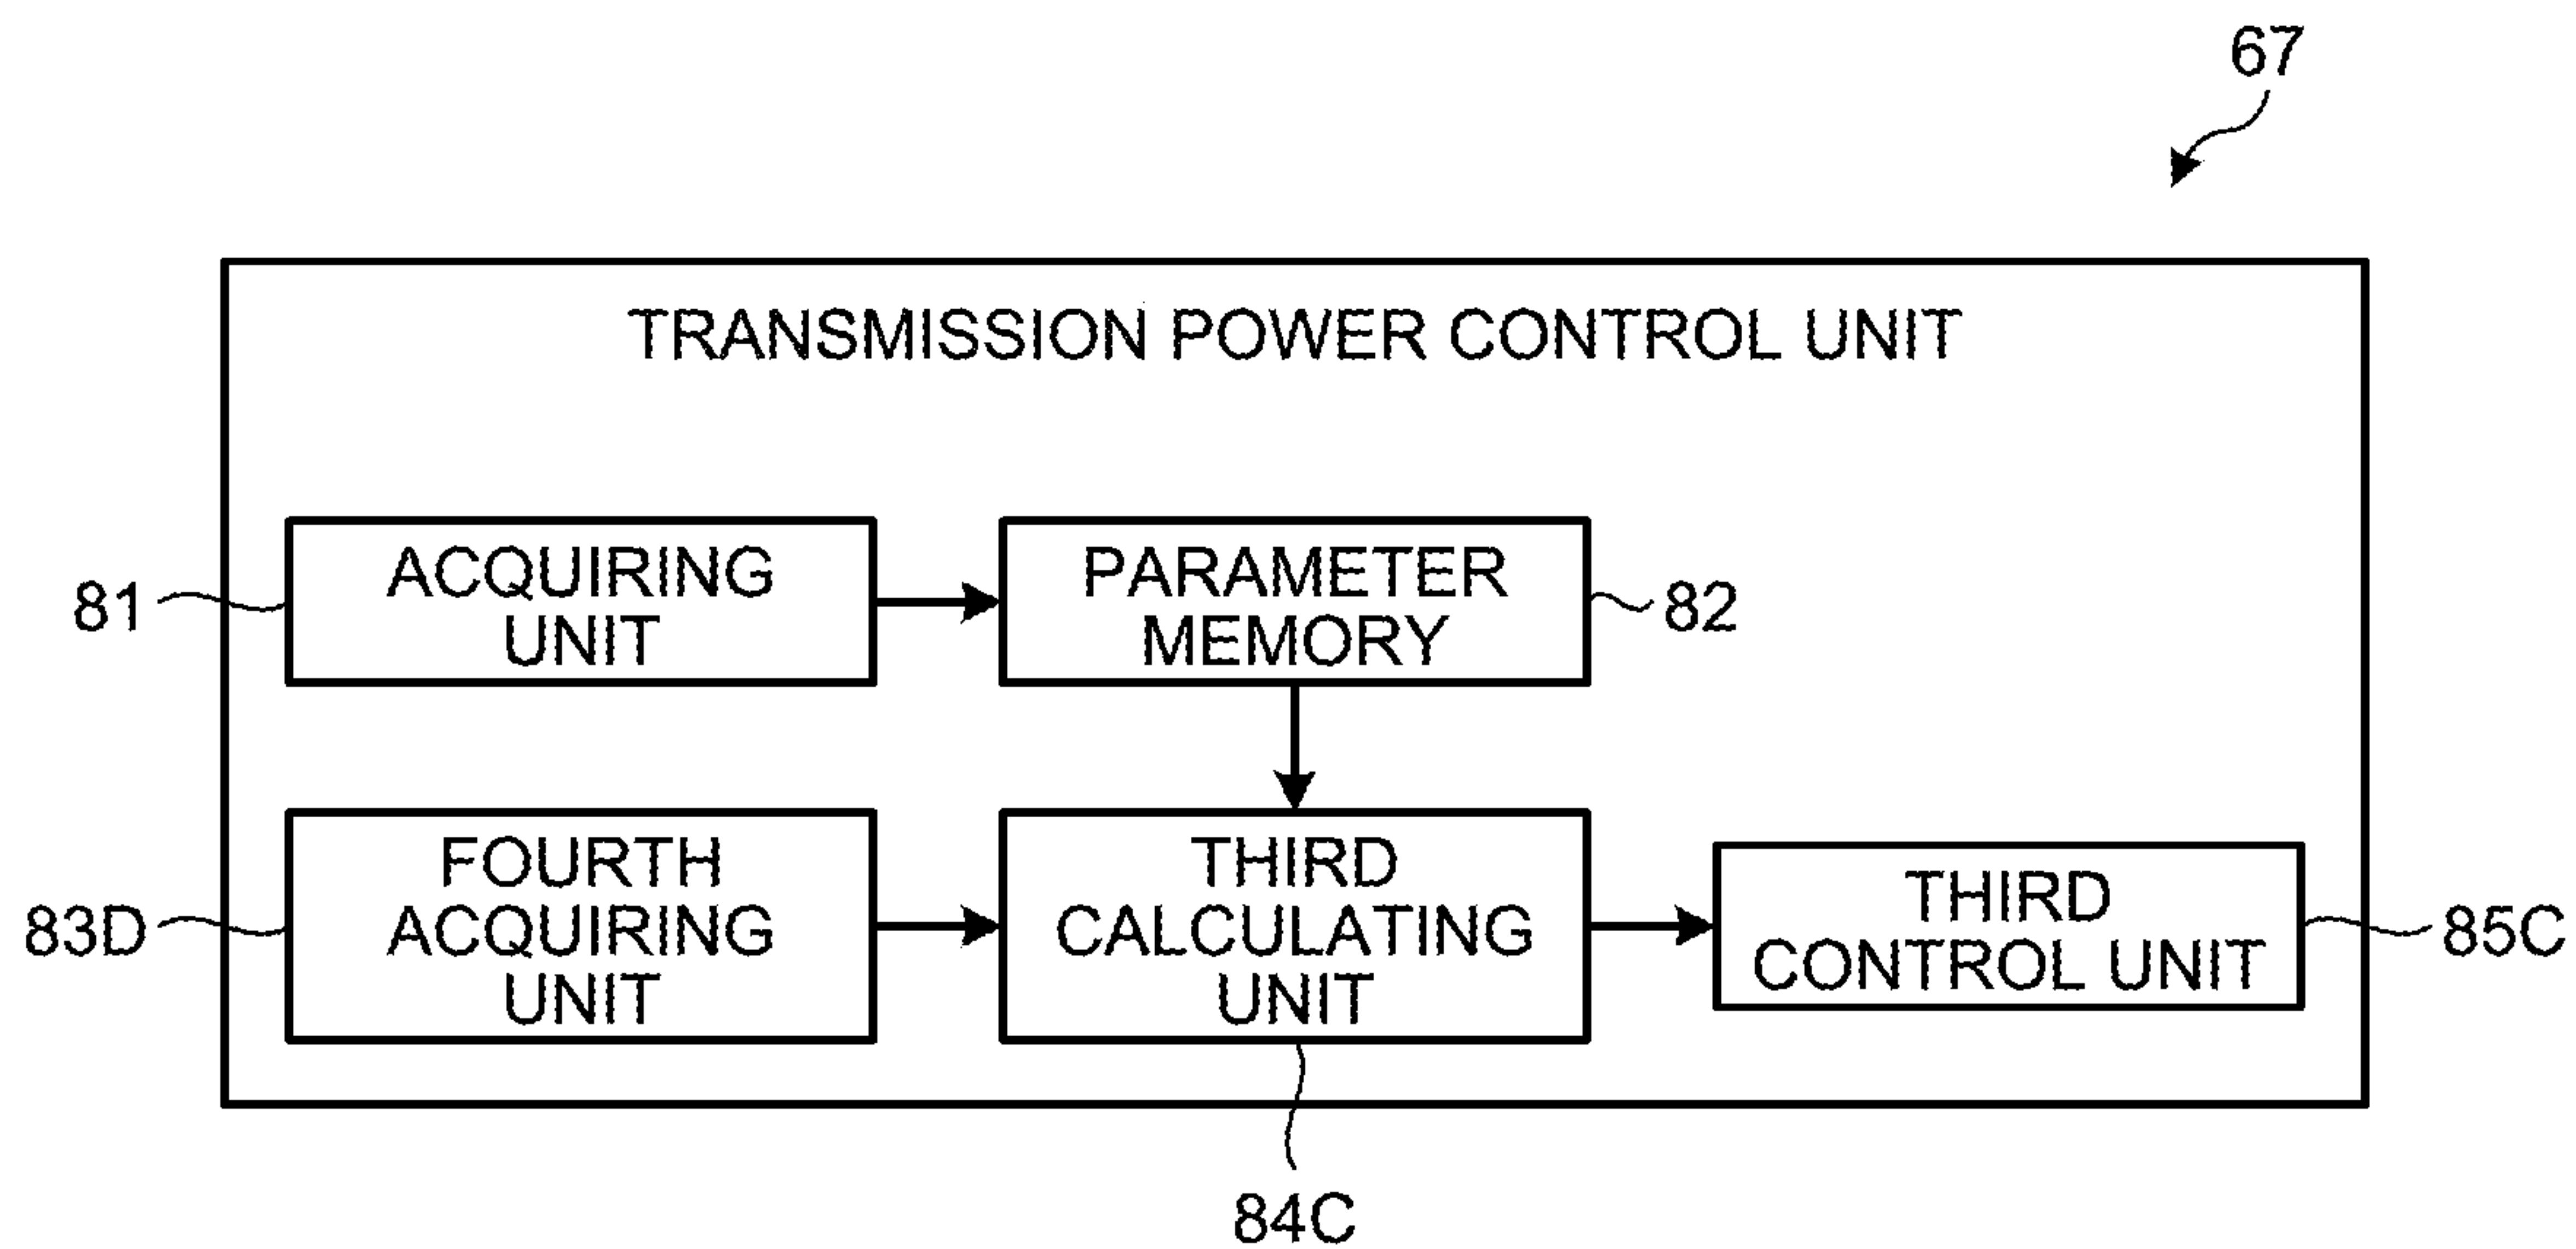 67
TRANSMISSION POWER CONTROL UNIT
81
ACQUIRING
UNIT
PARAMETER
MEMORY
82
83D
FOURTH
ACQUIRING
UNIT
THIRD
CALCULATING
UNIT
THIRD
CONTROL UNIT
85C
84C